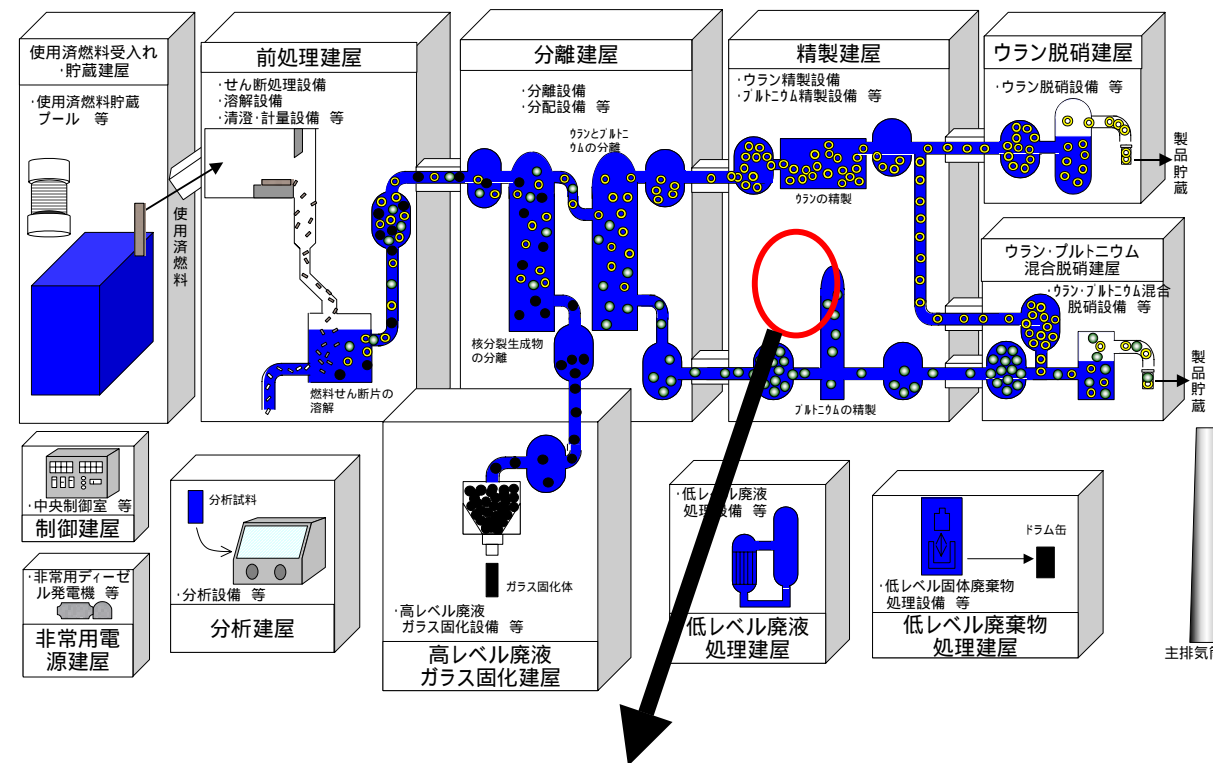 使用済燃料受入れ
・貯蔵建屋
・使用済燃料貯蔵
プール 等
使用済燃料
前処理建屋
・せん断処理設備
・溶解設備
・清澄・計量設備 等
燃料せん断片の
溶解
分離建屋
・分離設備
・分配設備 等
ウランとプルトニ
ウムの分離
核分裂生成物
の分離
精製建屋
・ウラン精製設備
・プルトニウム精製設備 等
ウランの精製
プルトニウムの精製
ウラン脱硝建屋
・ウラン脱硝設備 等
製品貯蔵
ウラン・プルトニウム
混合脱硝建屋
・ウラン・プルトニウム混合
脱硝設備 等
製品貯蔵
・中央制御室 等
制御建屋
・非常用ディーゼ
ル発電機 等
非常用電
源建屋
分析試料
・分析設備 等
分析建屋
ガラス固化体
・高レベル廃液
ガラス固化設備 等
高レベル廃液
ガラス固化建屋
・低レベル廃液
処理設備 等
低レベル廃液
処理建屋
ドラム缶
・低レベル固体廃棄物
処理設備 等
低レベル廃棄物
処理建屋
主排気筒